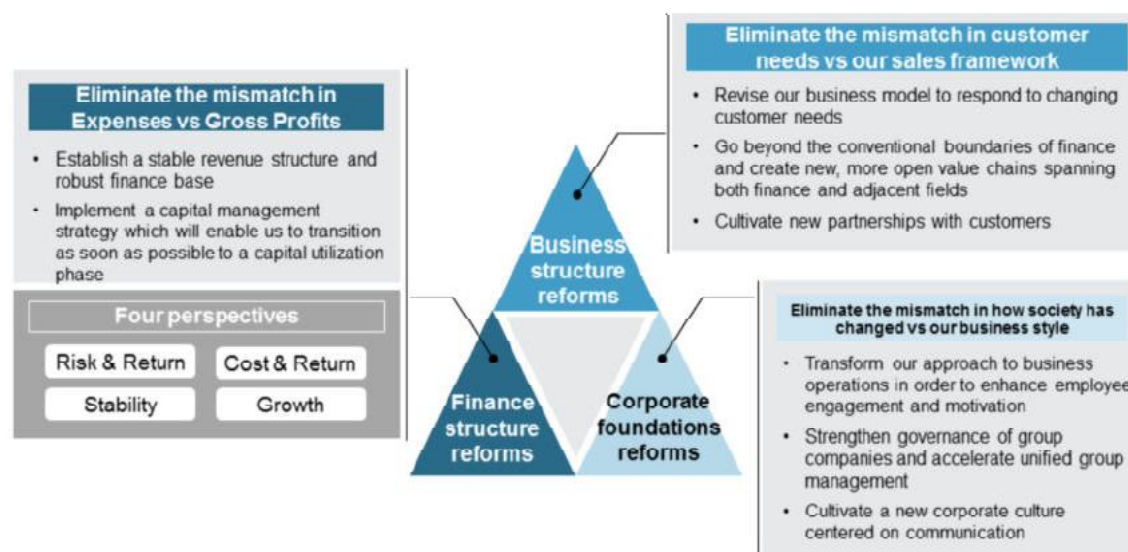 Eliminate the mismatch in
Expenses vs Gross Profits
• Establish a stable revenue structure and
robust finance base
- Implement a capital management
strategy which will enable us to transition
as soon as possible to a capital utilization
phase
Four perspectives
Risk & Return
Cost & Return
Stability
Growth
Eliminate the mismatch in customer
needs vs our sales framework
• Revise our business model to respond to changing
customer needs
- Go beyond the conventional boundaries of finance
and create new, more open value chains spanning
both finance and adjacent fields
• Cultivate new partnerships with customers
Business
structure
reforms
Finance
structure
reforms
Corporate
foundations
reforms
Eliminate the mismatch in how society has
changed vs our business style
- Transform our approach to business
operations in order to enhance employee
engagement and motivation
• Strengthen governance of group
companies and accelerate unified group
management
• Cultivate a new corporate culture
centered on communication